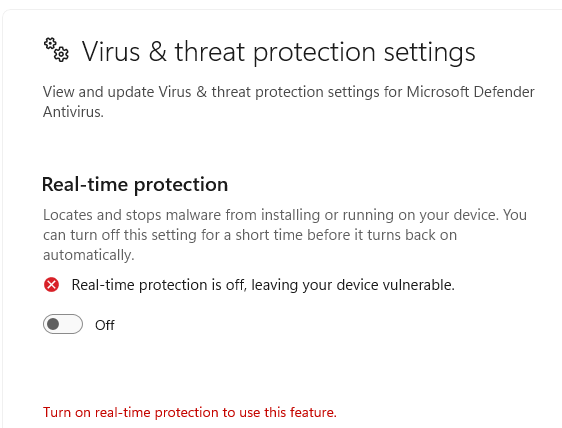 Virus & threat protection settings
View and update Virus & threat protection settings for Microsoft Defender
Antivirus.
Real-time protection
Locates and stops malware from installing or running on your device. You
can turn off this setting for a short time before it turns back on
automatically.
Real-time protection is off, leaving your device vulnerable.
Off
Turn on real-time protection to use this feature.